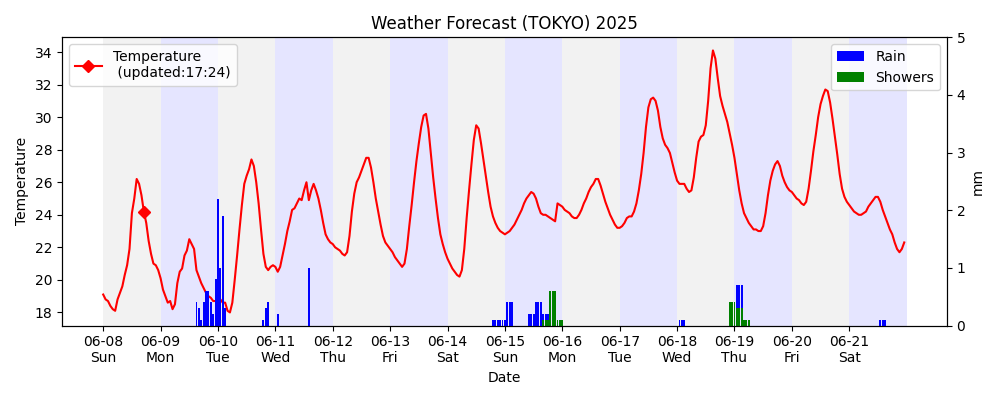 Weather Forecast (TOKYO) 2025
Temperature
(updated:17:24)
Rain
Showers
34
32
30
28
26
24
22
20
18
Temperature
5
4
3
2
1
0
mm
06-08 06-09 06-10 06-11 06-12 06-13 06-14 06-15 06-16 06-17 06-18 06-19 06-20 06-21
Sun Mon Tue Wed Thu Fri Sat Sun Mon Tue Wed Thu Fri Sat
Date